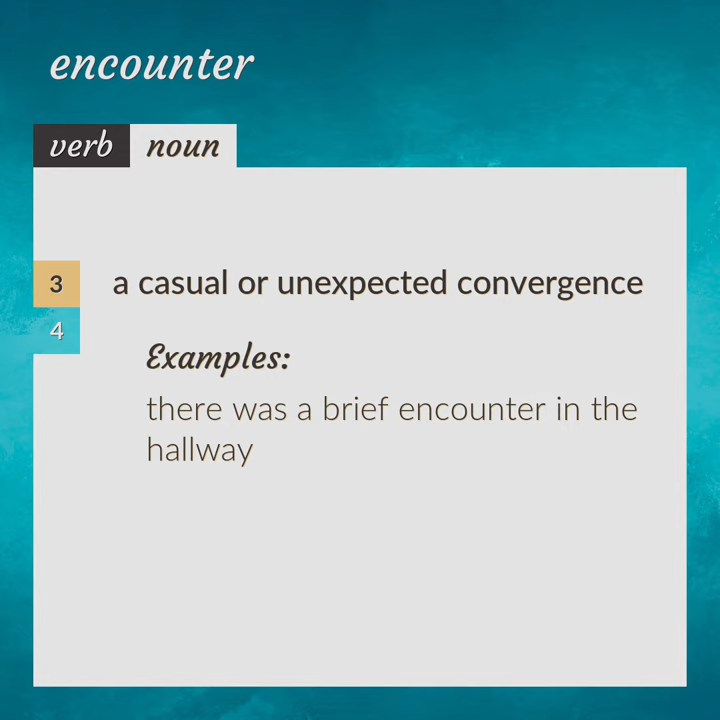 encounter
verb noun
3 a casual or unexpected convergence
4
Examples:
there was a brief encounter in the
hallway